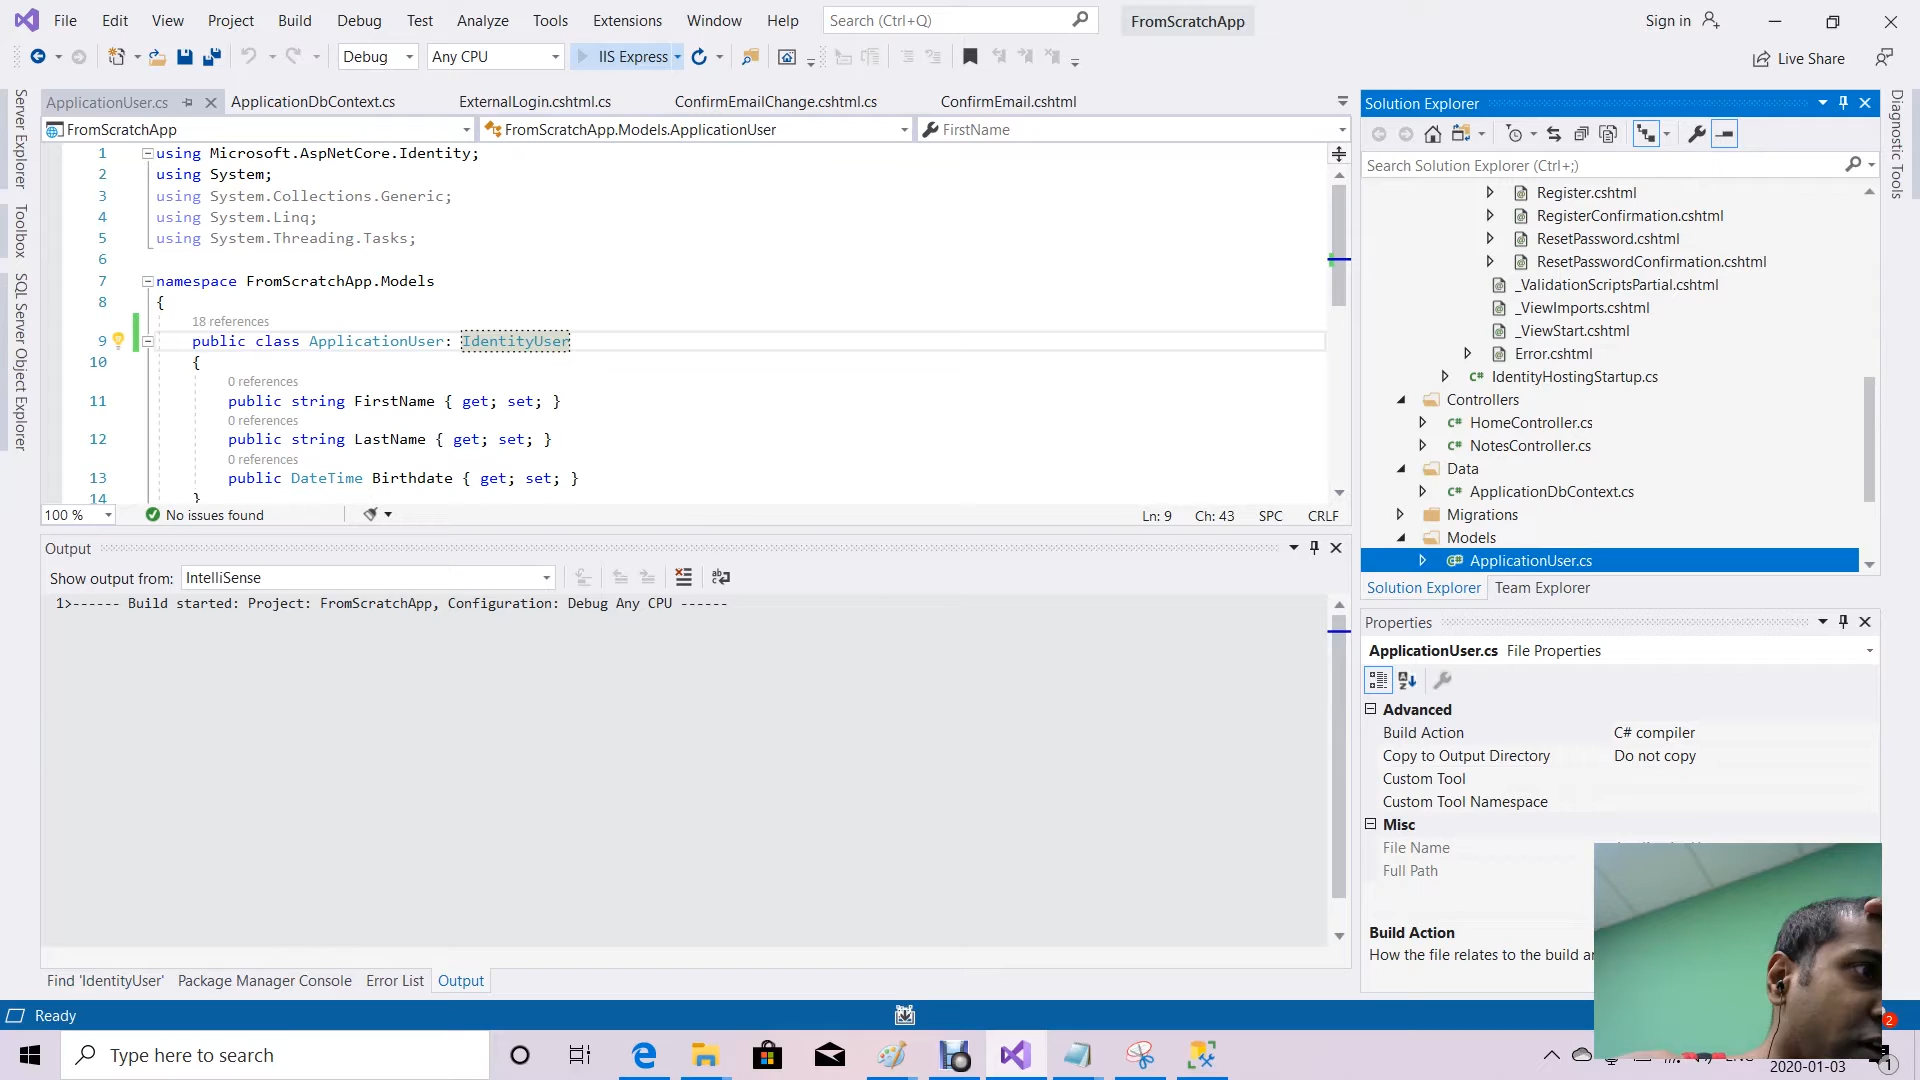 File Edit View Project Build Debug Test Analyze Tools Extensions Window Help Search (Ctrl+Q) FromScratchApp Sign in
Debug Any CPU IIS Express Live Share
ApplicationUser.cs ApplicationDbContext.cs ExternalLogin.cshtml.cs ConfirmEmailChange.cshtml.cs ConfirmEmail.cshtml
FromScratchApp FromScratchApp.Models.ApplicationUser FirstName
1 using Microsoft.AspNetCore.Identity;
2 using System;
3 using System.Collections.Generic;
4 using System.Linq;
5 using System.Threading.Tasks;
6
7 namespace FromScratchApp.Models
8 {
18 references
9 public class ApplicationUser: IdentityUser
10 {
0 references
11 public string FirstName { get; set; }
0 references
12 public string LastName { get; set; }
0 references
13 public DateTime Birthdate { get; set; }
14 }
100 % No issues found Ln: 9 Ch: 43 SPC CRLF
Output
Show output from: IntelliSense
1>------ Build started: Project: FromScratchApp, Configuration: Debug Any CPU ------
Find 'IdentityUser' Package Manager Console Error List Output
Server Explorer
Toolbox
SQL Server Object Explorer
Solution Explorer
Search Solution Explorer (Ctrl+;)
Register.cshtml
RegisterConfirmation.cshtml
ResetPassword.cshtml
ResetPasswordConfirmation.cshtml
_ValidationScriptsPartial.cshtml
_ViewImports.cshtml
_ViewStart.cshtml
Error.cshtml
C# IdentityHostingStartup.cs
Controllers
C# HomeController.cs
C# NotesController.cs
Data
C# ApplicationDbContext.cs
Migrations
Models
C# ApplicationUser.cs
Solution Explorer Team Explorer
Diagnostic Tools
Properties
ApplicationUser.cs File Properties
Advanced
Build Action C# compiler
Copy to Output Directory Do not copy
Custom Tool
Custom Tool Namespace
Misc
File Name
Full Path
Build Action
How the file relates to the build
Ready
2
Type here to search
2020-01-03
1